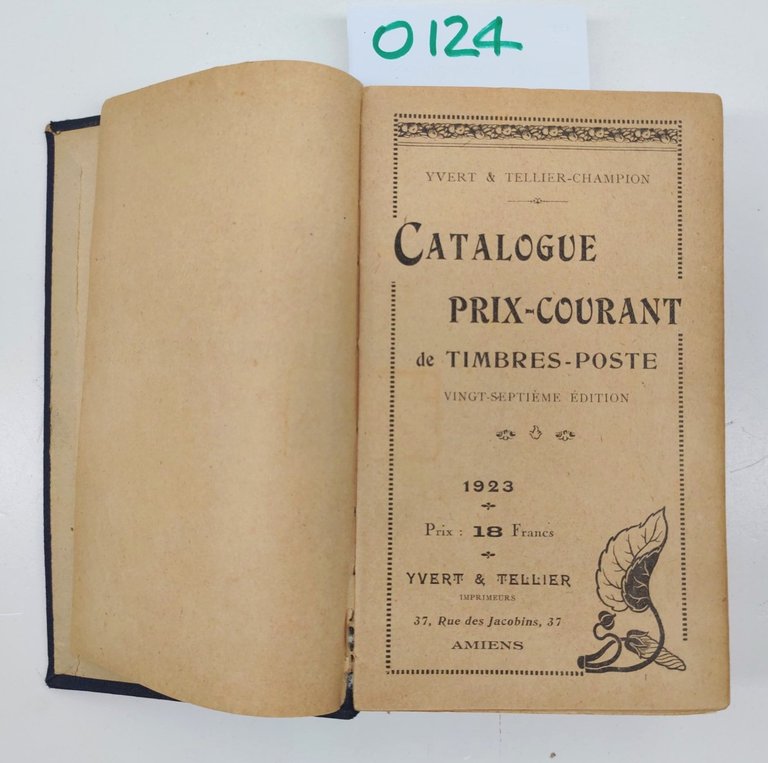 O124
YVERT & TELLIER-CHAMPION
CATALOGUE
PRIX-COURANT
de TIMBRES-POSTE
VINGT-SEPTIÈME ÉDITION
1923
Prix : 18 Francs
YVERT & TELLIER
IMPRIMEURS
37, Rue des Jacobins, 37
AMIENS